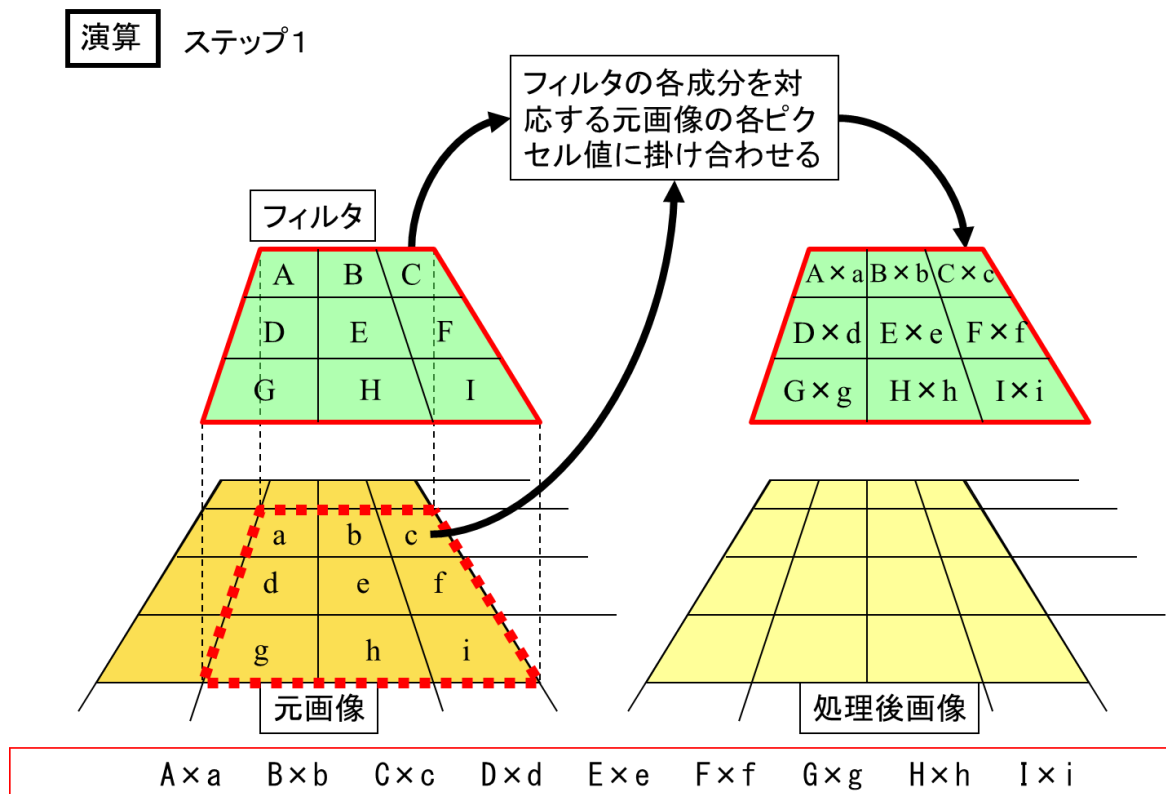 演算 ステップ1
フィルタの各成分を対
応する元画像の各ピク
セル値に掛け合わせる
フィルタ
A B C
D E F
G H I
A×a B×b C×c
D×d E×e F×f
G×g H×h I×i
a b c
d e f
g h i
元画像
処理後画像
A×a B×b C×c D×d E×e F×f G×g H×h I×i